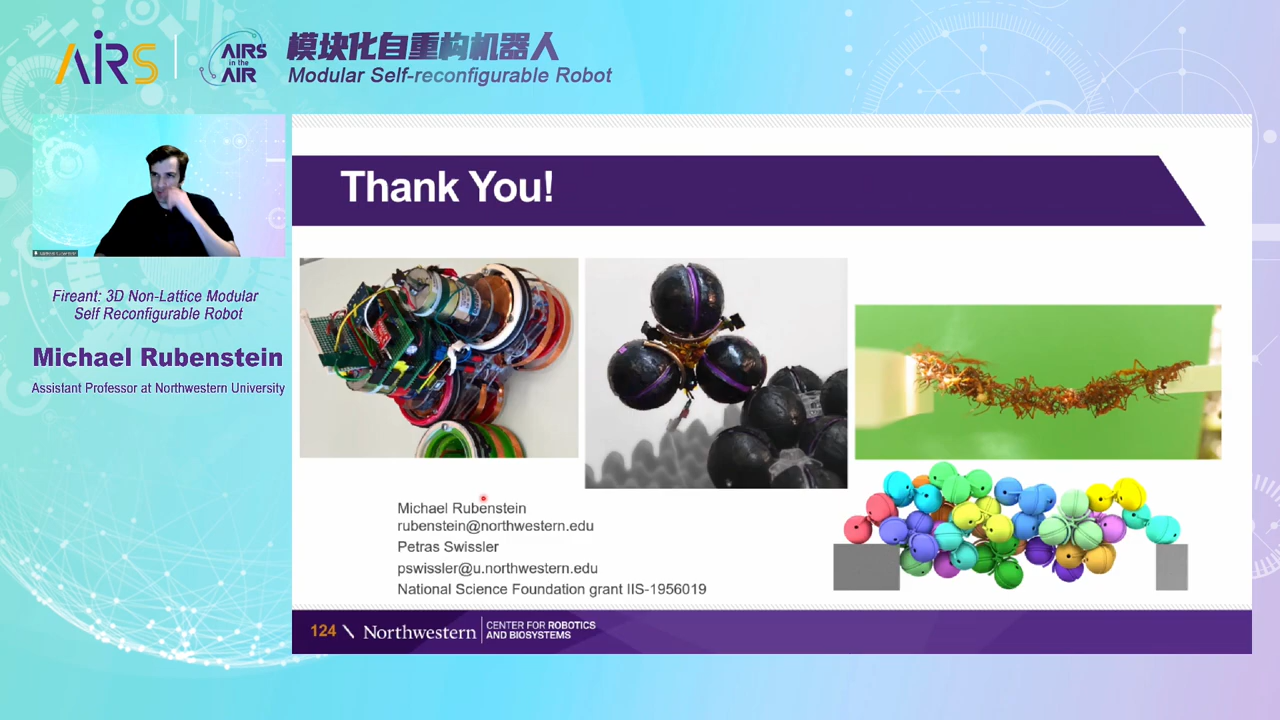 AIRS
AIRS
in the
AIR
模块化自重构机器人
Modular Self-reconfigurable Robot
Fireant: 3D Non-Lattice Modular
Self Reconfigurable Robot
Michael Rubenstein
Assistant Professor at Northwestern University
Thank You!
Michael Rubenstein
rubenstein@northwestern.edu
Petras Swissler
pswissler@u.northwestern.edu
National Science Foundation grant IIS-1956019
124
Northwestern
CENTER FOR ROBOTICS
AND BIOSYSTEMS